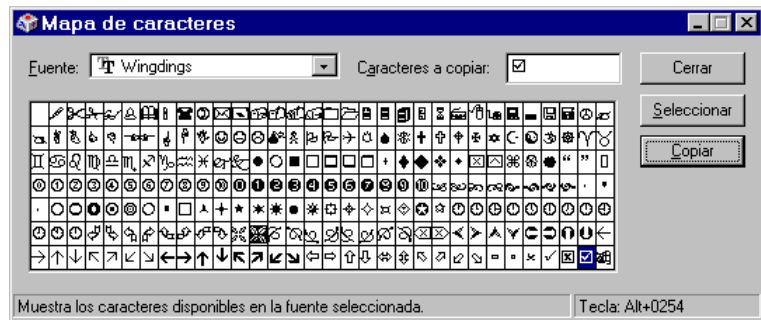 Mapa de caracteres
Fuente: Wingdings Caracteres a copiar: ☑ Cerrar
Seleccionar
Copiar
Muestra los caracteres disponibles en la fuente seleccionada. Tecla: Alt+0254